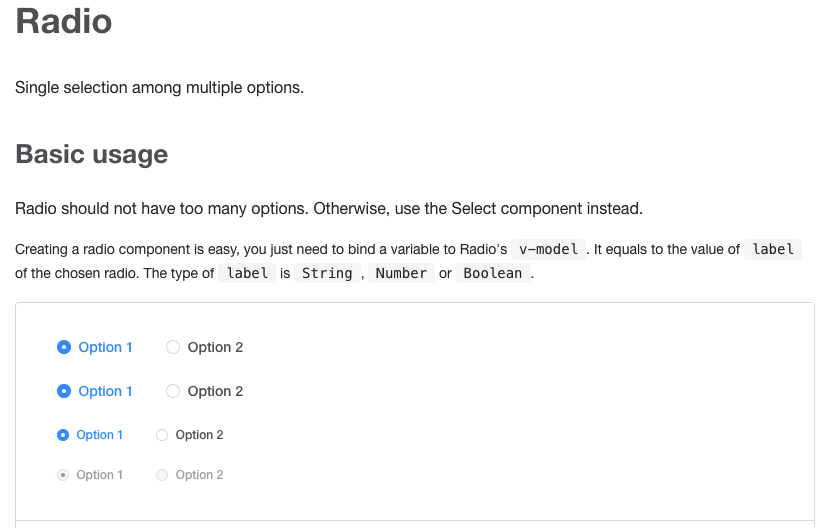 Radio
Single selection among multiple options.
Basic usage
Radio should not have too many options. Otherwise, use the Select component instead.
Creating a radio component is easy, you just need to bind a variable to Radio's v-model . It equals to the value of label
of the chosen radio. The type of label is String , Number or Boolean .
Option 1 Option 2
Option 1 Option 2
Option 1 Option 2
Option 1 Option 2